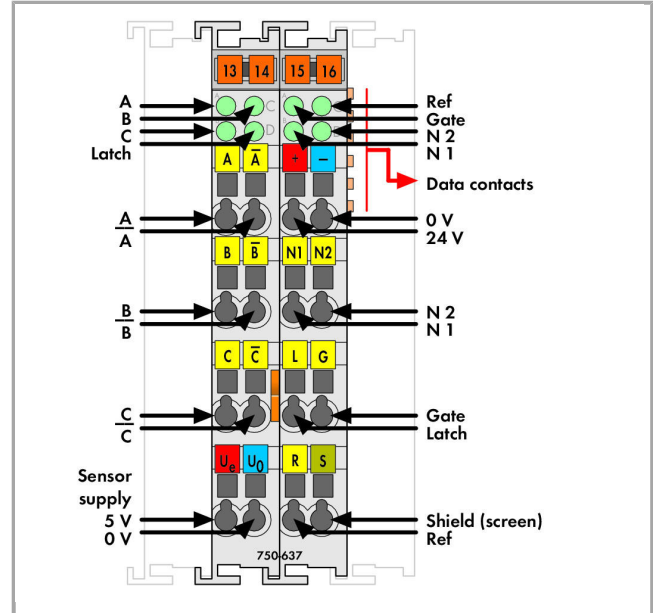 13 14 15 16
A
B
C
Latch
A C A
B D B
Ref
Gate
N 2
N 1
A A̅ + −
Data contacts
A
A̅
0 V
24 V
B B̅ N1 N2
B
B̅
N 2
N 1
C C̅ L G
C
C̅
Gate
Latch
Ue U0 R S
Sensor
supply
5 V
0 V
Shield (screen)
Ref
750-637